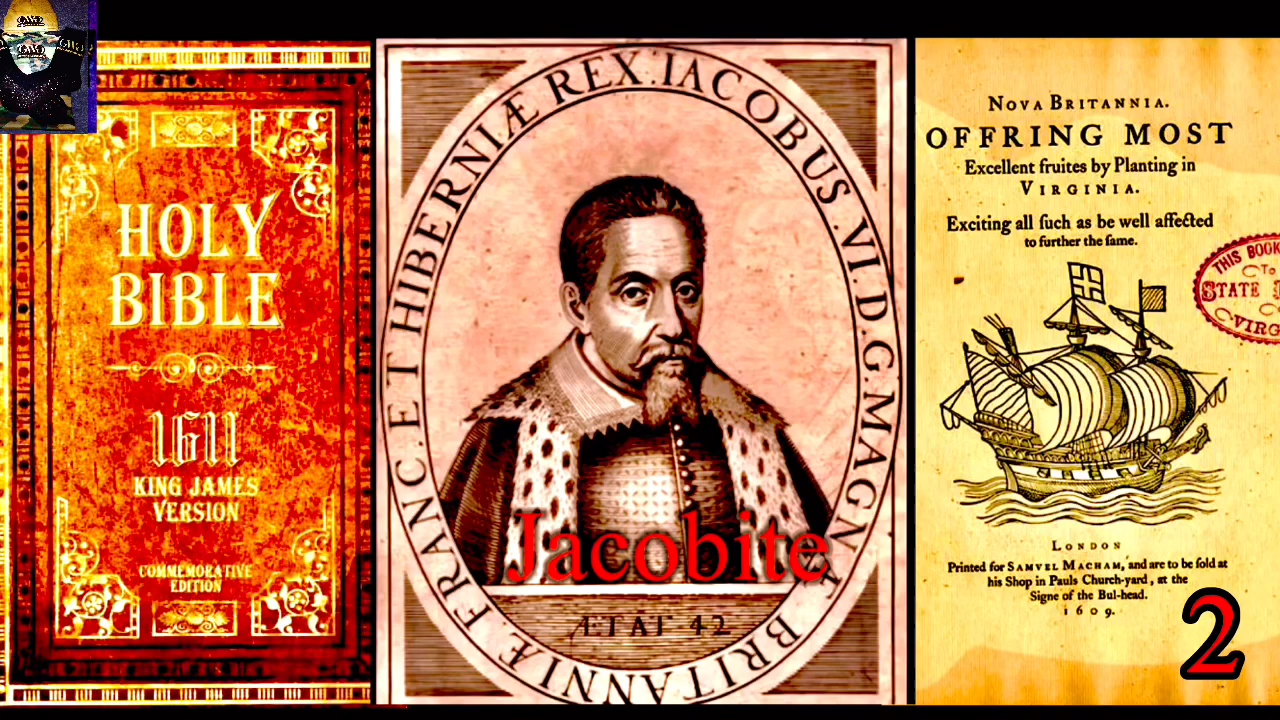 HOLY
BIBLE
1611
KING JAMES
VERSION
COMMEMORATIVE
EDITION
IACOBUS .VI.D.G.MAGNÆ BRITANNIÆ FRANC.ET HIBERNIÆ REX.
Jacobite
ÆTAT 42
NOVA BRITANNIA.
OFFRING MOST
Excellent fruites by Planting in
VIRGINIA.
Exciting all ſuch as be well affected
to further the ſame.
THIS BOOK
TO
STATE
VIRG
LONDON
Printed for SAMVEL MACHAM, and are to be ſold at
his Shop in Pauls Church-yard, at the
Signe of the Bul-head.
1609.
2